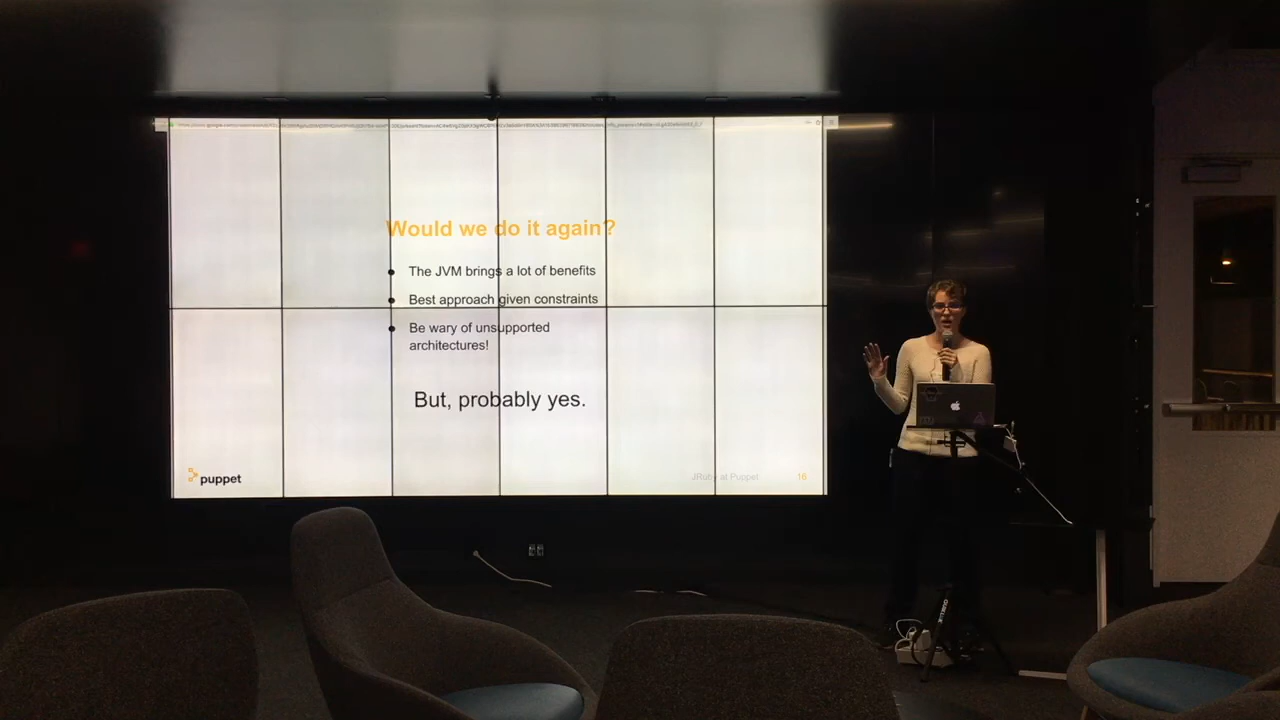 Would we do it again?
● The JVM brings a lot of benefits
● Best approach given constraints
● Be wary of unsupported
architectures!
But, probably yes.
puppet
JRuby at Puppet
16